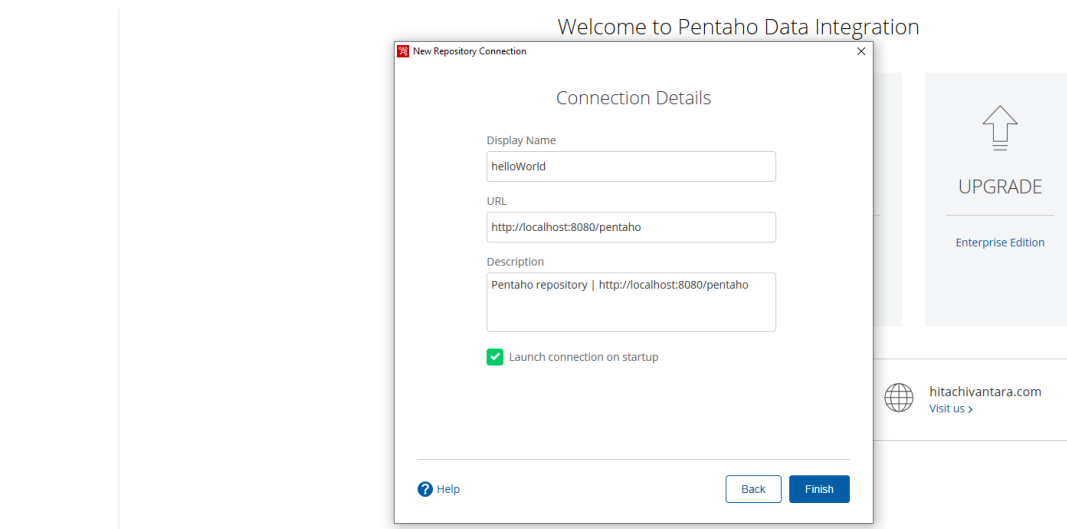 Welcome to Pentaho Data Integration
New Repository Connection
Connection Details
Display Name
helloWorld
URL
http://localhost:8080/pentaho
Description
Pentaho repository | http://localhost:8080/pentaho
Launch connection on startup
Help
Back
Finish
UPGRADE
Enterprise Edition
hitachivantara.com
Visit us >